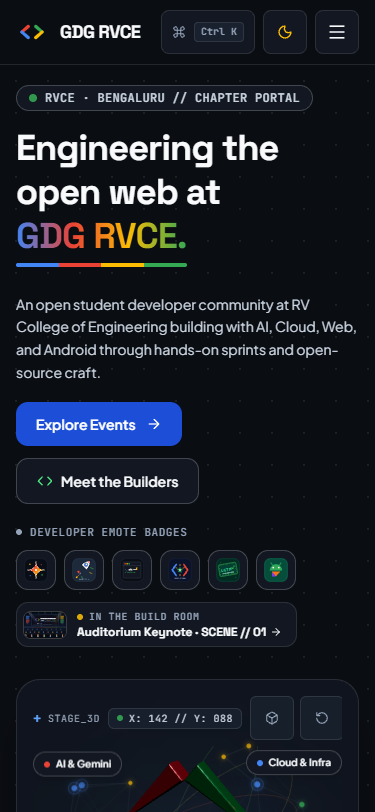 GDG RVCE
⌘ Ctrl K
RVCE · BENGALURU // CHAPTER PORTAL
Engineering the
open web at
GDG RVCE.
An open student developer community at RV
College of Engineering building with AI, Cloud, Web,
and Android through hands-on sprints and open-
source craft.
Explore Events →
Meet the Builders
DEVELOPER EMOTE BADGES
IN THE BUILD ROOM
Auditorium Keynote · SCENE // 01 →
STAGE_3D
X: 142 // Y: 088
AI & Gemini
Cloud & Infra